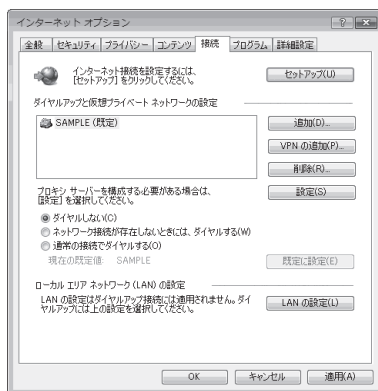 インターネット オプション
全般 セキュリティ プライバシー コンテンツ 接続 プログラム 詳細設定
インターネット接続を設定するには、
[セットアップ] をクリックしてください。
セットアップ(U)
ダイヤルアップと仮想プライベート ネットワークの設定
SAMPLE (既定)
追加(D)...
VPN の追加(P)...
削除(R)...
プロキシ サーバーを構成する必要がある場合は、
[設定] を選択してください。
設定(S)
ダイヤルしない(C)
ネットワーク接続が存在しないときには、ダイヤルする(W)
通常の接続でダイヤルする(O)
現在の既定値: SAMPLE
既定に設定(E)
ローカル エリア ネットワーク (LAN) の設定
LAN の設定はダイヤルアップ接続には適用されません。ダイ
ヤルアップには上の設定を選択してください。
LAN の設定(L)
OK キャンセル 適用(A)